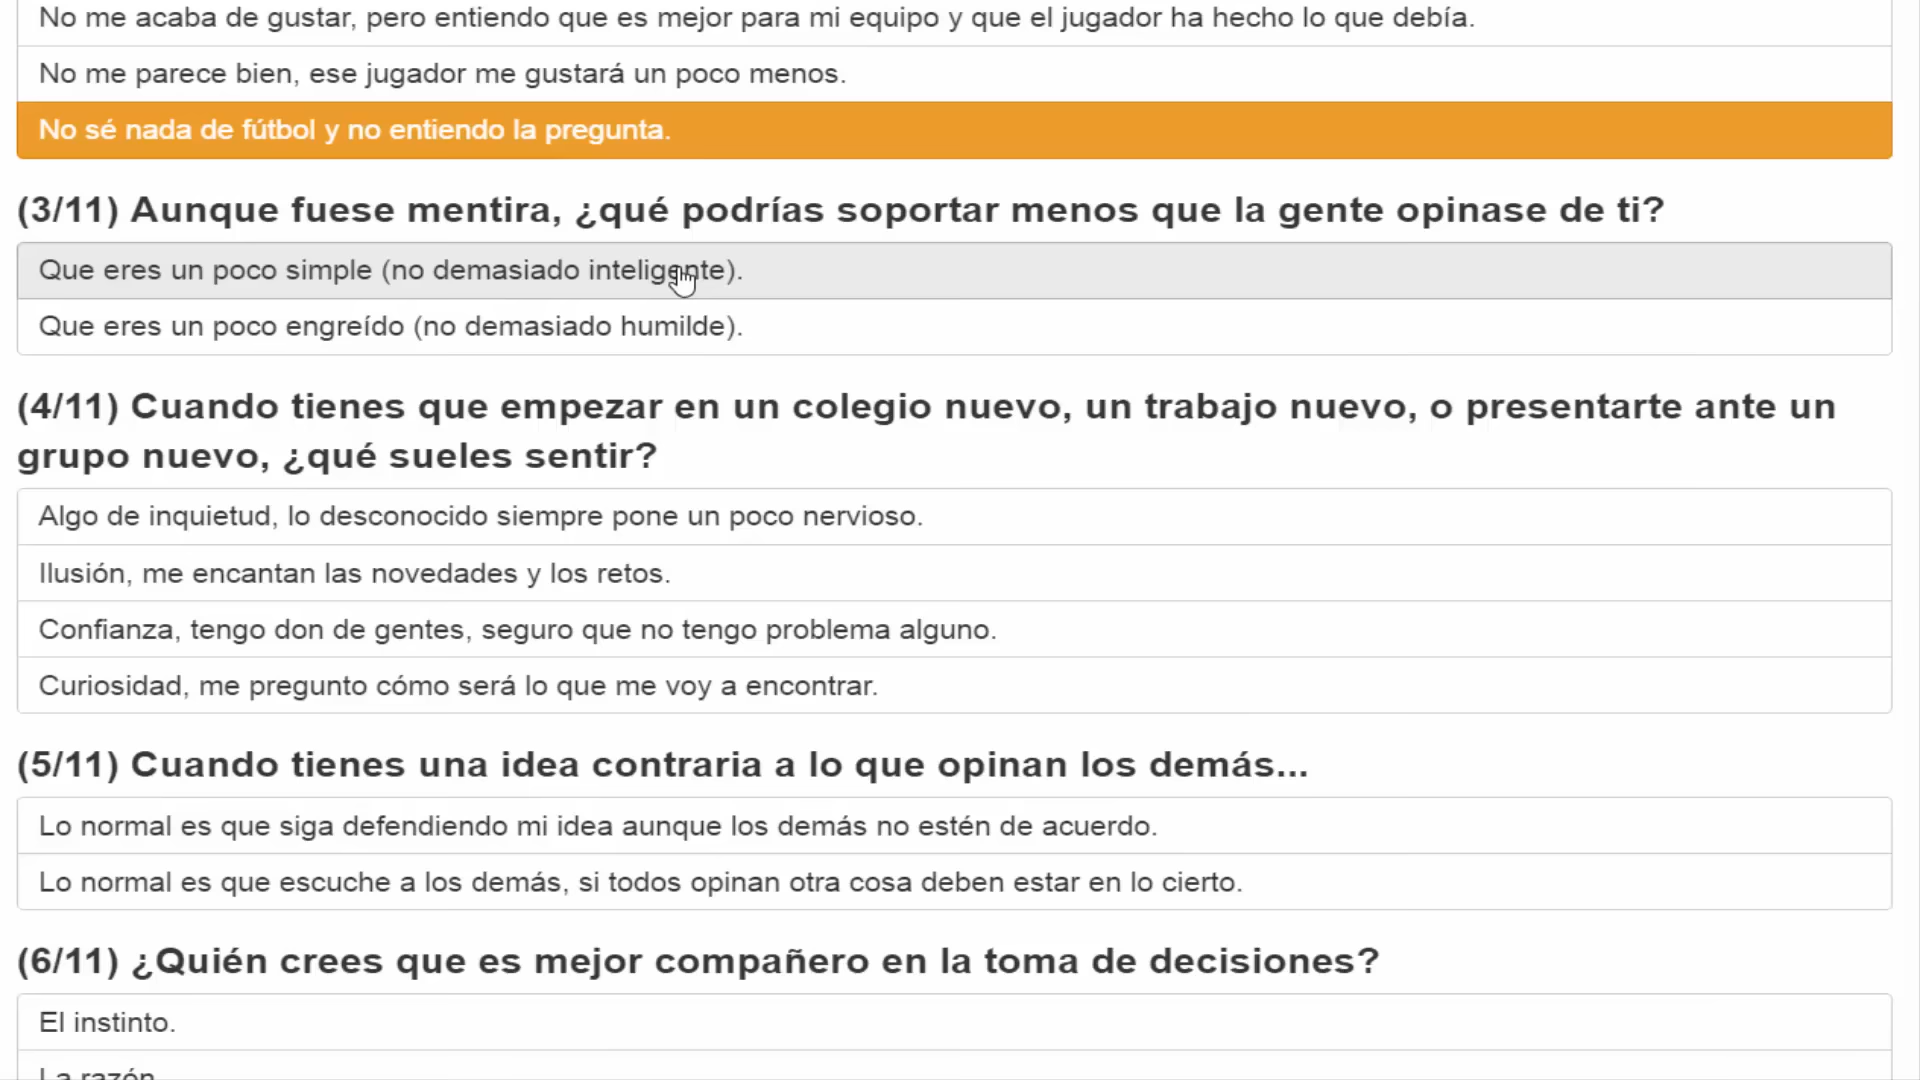 No me acaba de gustar, pero entiendo que es mejor para mi equipo y que el jugador ha hecho lo que debía.
No me parece bien, ese jugador me gustará un poco menos.
No sé nada de fútbol y no entiendo la pregunta.
(3/11) Aunque fuese mentira, ¿qué podrías soportar menos que la gente opinase de ti?
Que eres un poco simple (no demasiado inteligente).
Que eres un poco engreído (no demasiado humilde).
(4/11) Cuando tienes que empezar en un colegio nuevo, un trabajo nuevo, o presentarte ante un
grupo nuevo, ¿qué sueles sentir?
Algo de inquietud, lo desconocido siempre pone un poco nervioso.
Ilusión, me encantan las novedades y los retos.
Confianza, tengo don de gentes, seguro que no tengo problema alguno.
Curiosidad, me pregunto cómo será lo que me voy a encontrar.
(5/11) Cuando tienes una idea contraria a lo que opinan los demás...
Lo normal es que siga defendiendo mi idea aunque los demás no estén de acuerdo.
Lo normal es que escuche a los demás, si todos opinan otra cosa deben estar en lo cierto.
(6/11) ¿Quién crees que es mejor compañero en la toma de decisiones?
El instinto.
La razón